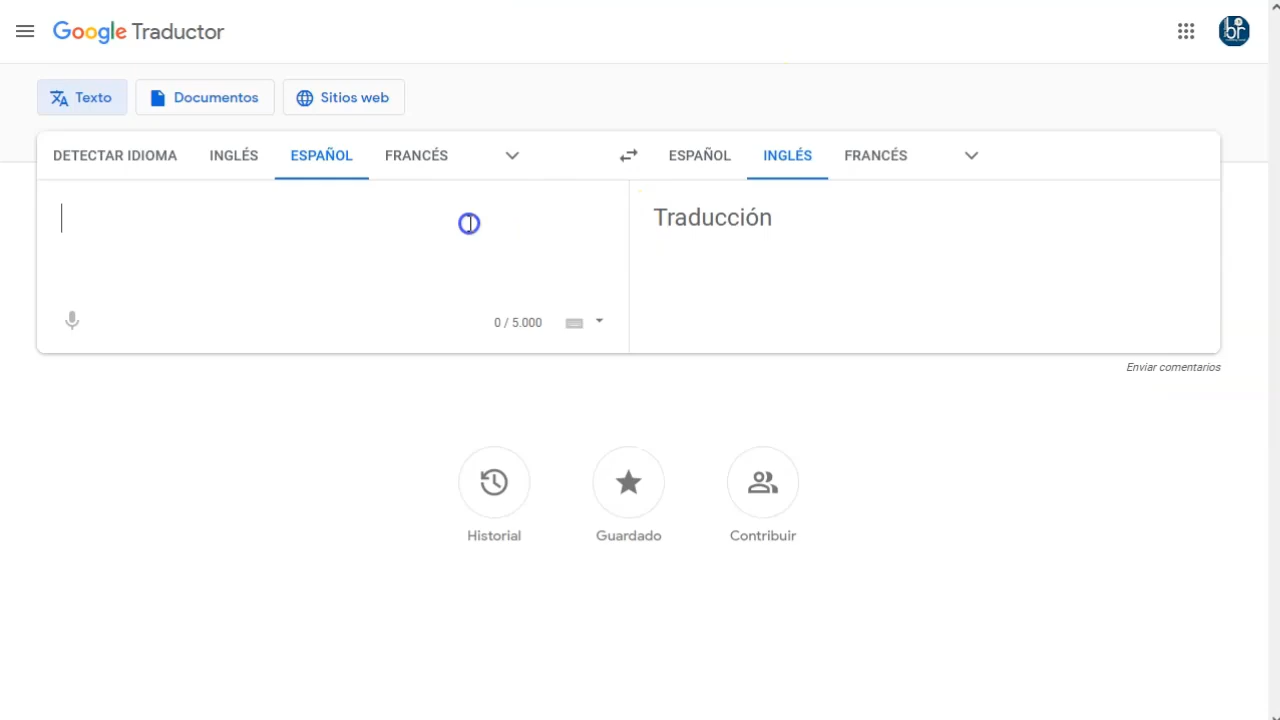 Google Traductor
br
Texto
Documentos
Sitios web
DETECTAR IDIOMA
INGLÉS
ESPAÑOL
FRANCÉS
ESPAÑOL
INGLÉS
FRANCÉS
Traducción
0 / 5.000
Enviar comentarios
Historial
Guardado
Contribuir